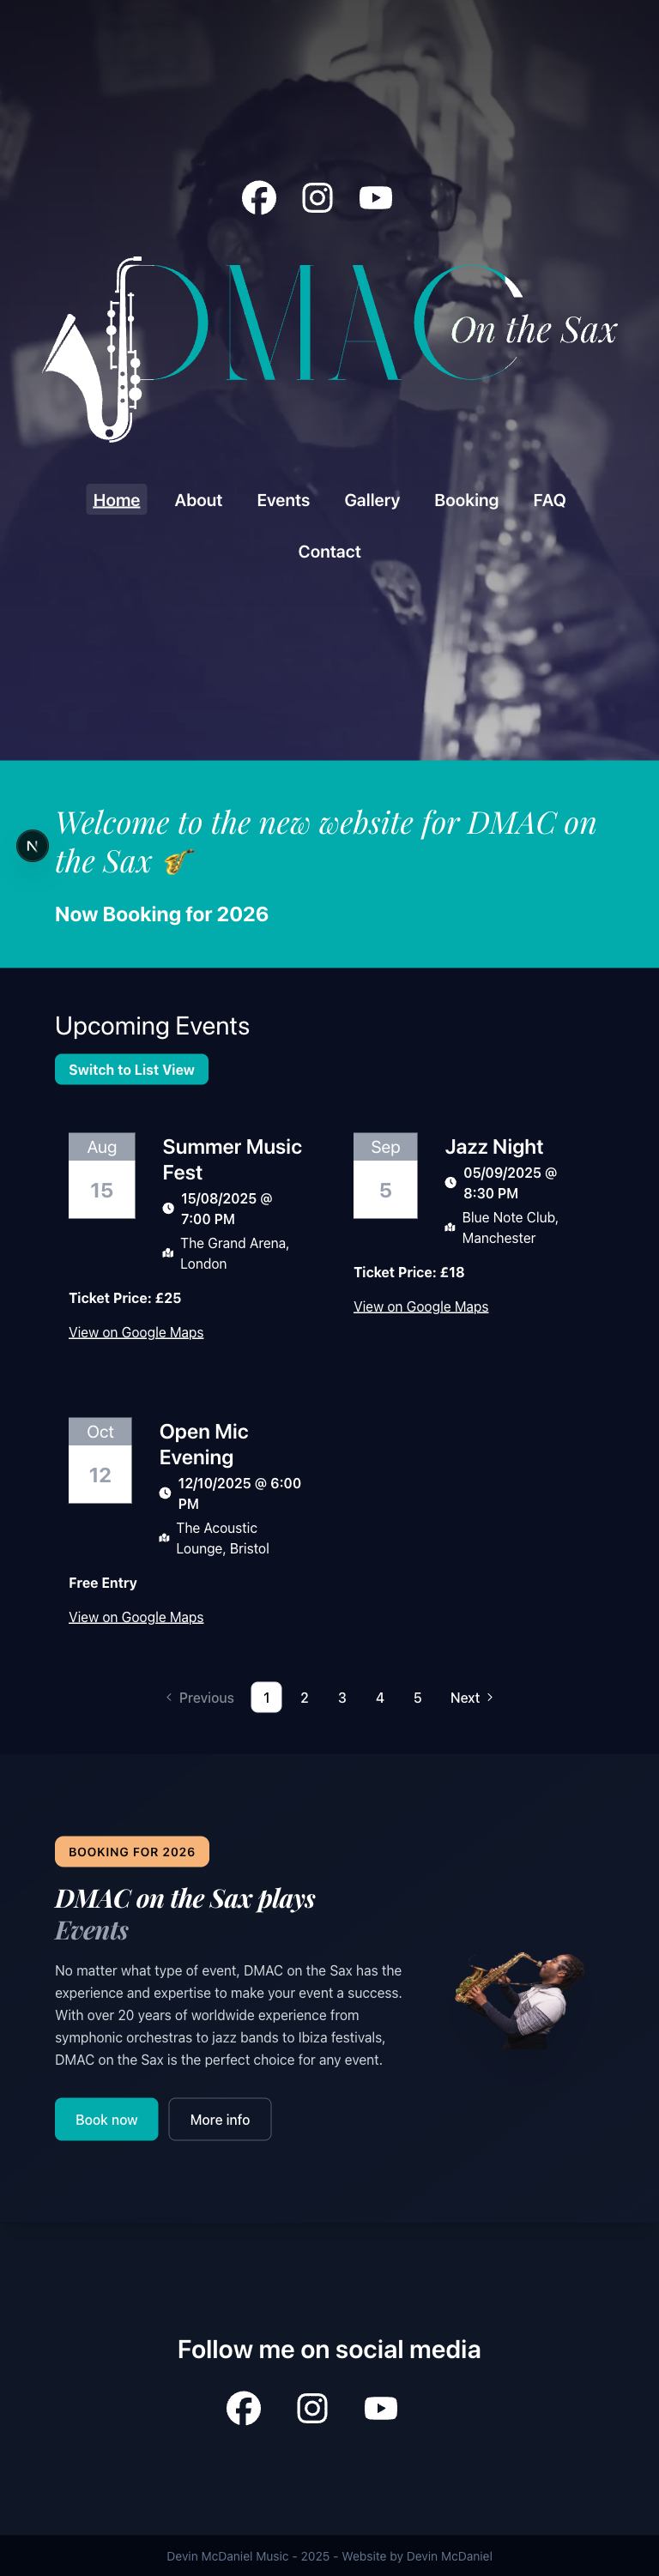 DMAC
On the Sax
Home About Events Gallery Booking FAQ
Contact
Welcome to the new website for DMAC on
the Sax 🎷
N
Now Booking for 2026
Upcoming Events
Switch to List View
Aug
15
Summer Music
Fest
15/08/2025 @
7:00 PM
The Grand Arena,
London
Ticket Price: £25
View on Google Maps
Sep
5
Jazz Night
05/09/2025 @
8:30 PM
Blue Note Club,
Manchester
Ticket Price: £18
View on Google Maps
Oct
12
Open Mic
Evening
12/10/2025 @ 6:00
PM
The Acoustic
Lounge, Bristol
Free Entry
View on Google Maps
Previous 1 2 3 4 5 Next
BOOKING FOR 2026
DMAC on the Sax plays
Events
No matter what type of event, DMAC on the Sax has the
experience and expertise to make your event a success.
With over 20 years of worldwide experience from
symphonic orchestras to jazz bands to Ibiza festivals,
DMAC on the Sax is the perfect choice for any event.
Book now More info
Follow me on social media
Devin McDaniel Music - 2025 - Website by Devin McDaniel